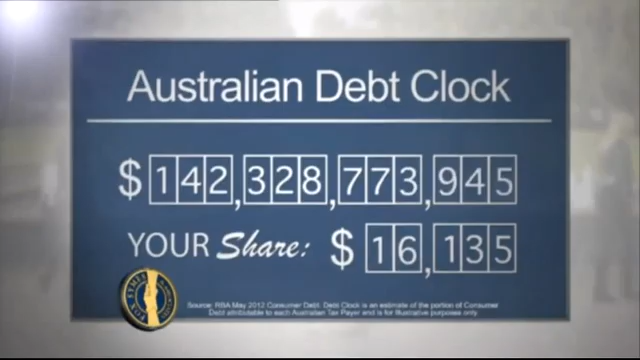 Australian Debt Clock
$142,328,773,945
YOUR Share: $16,135
FOX SYMES
Source: RBA May 2012 Consumer Debt. Debt Clock is an estimate of the portion of Consumer
Debt attributable to each Australian Tax Payer and is for illustrative purposes only.